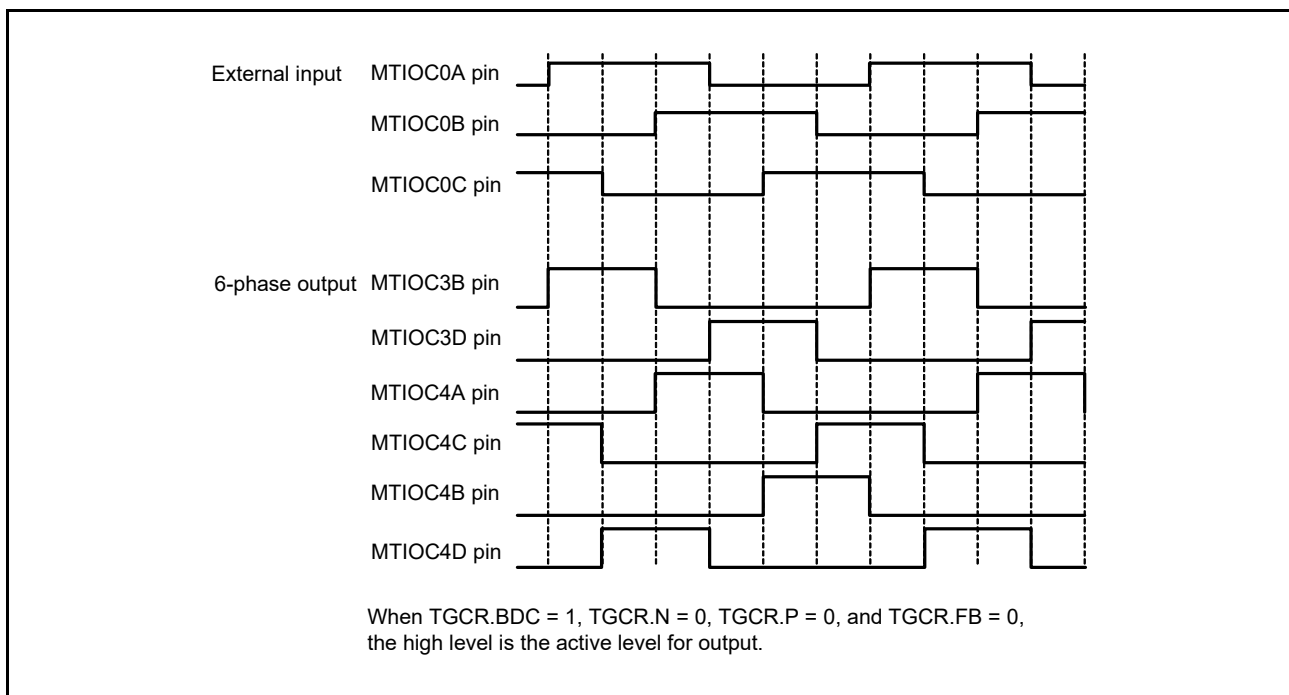 External input MTIOC0A pin
MTIOC0B pin
MTIOC0C pin
6-phase output MTIOC3B pin
MTIOC3D pin
MTIOC4A pin
MTIOC4C pin
MTIOC4B pin
MTIOC4D pin
When TGCR.BDC = 1, TGCR.N = 0, TGCR.P = 0, and TGCR.FB = 0,
the high level is the active level for output.